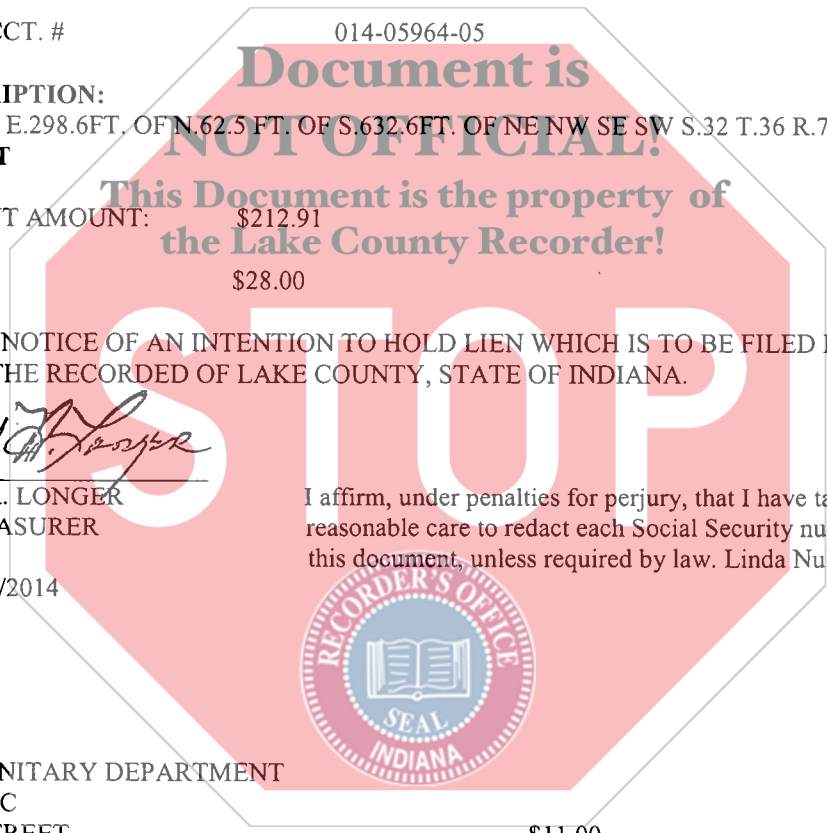 CCT. # 014-05964-05
Document is
IPTION:
E.298.6FT. OF N.62.5 FT. OF S.632.6FT. OF NE NW SE SW S.32 T.36 R.7
NOT OFFICIAL!
T
This Document is the property of
T AMOUNT: $212.91
the Lake County Recorder!
$28.00
STOP
NOTICE OF AN INTENTION TO HOLD LIEN WHICH IS TO BE FILED
THE RECORDED OF LAKE COUNTY, STATE OF INDIANA.
. LONGER
ASURER
/2014
I affirm, under penalties for perjury, that I have ta
reasonable care to redact each Social Security nu
this document, unless required by law. Linda Nu
RECORDER'S OFFICE
SEAL
INDIANA
NITARY DEPARTMENT
C
REET
$11.00